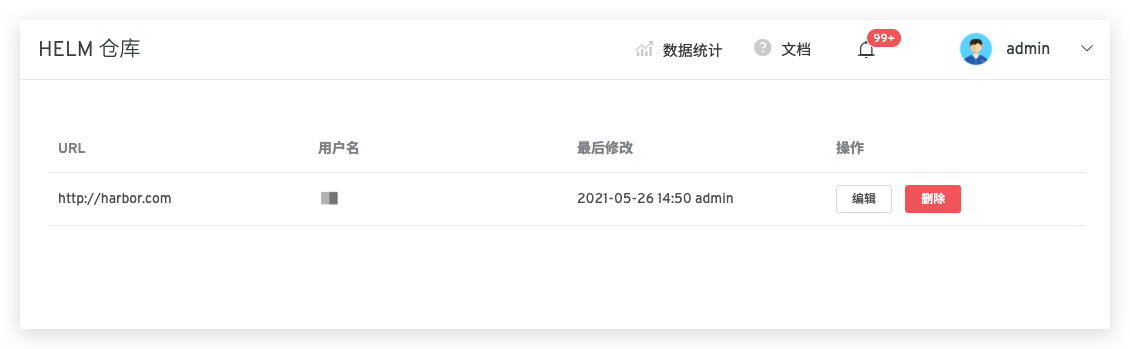 HELM 仓库 数据统计 文档 99+ admin
URL 用户名 最后修改 操作
http://harbor.com 2021-05-26 14:50 admin 编辑 删除